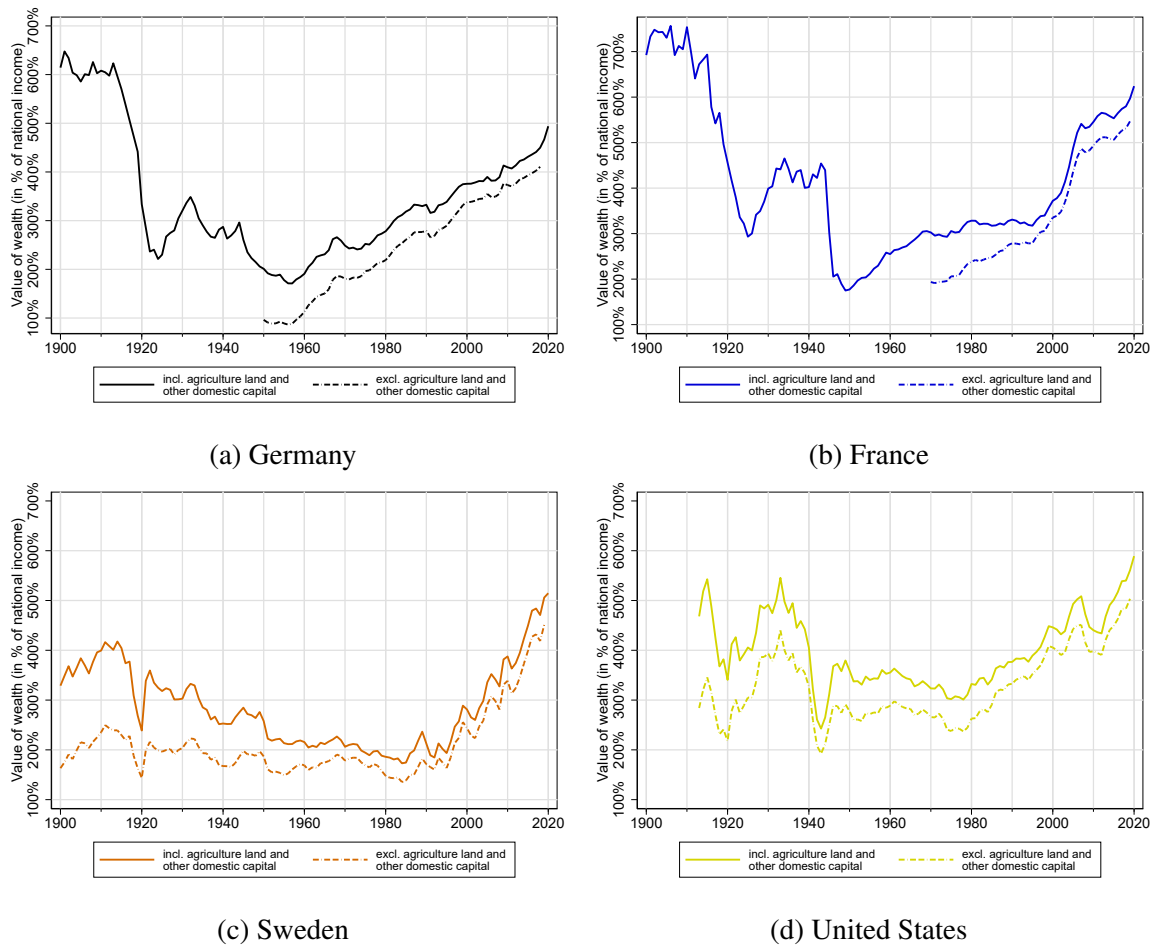 Value of wealth (in % of national income)
700%
600%
500%
400%
300%
200%
100%
1900 1920 1940 1960 1980 2000 2020
incl. agriculture land and
other domestic capital
excl. agriculture land and
other domestic capital
(a) Germany
Value of wealth (in % of national income)
700%
600%
500%
400%
300%
200%
100%
1900 1920 1940 1960 1980 2000 2020
incl. agriculture land and
other domestic capital
excl. agriculture land and
other domestic capital
(b) France
Value of wealth (in % of national income)
700%
600%
500%
400%
300%
200%
100%
1900 1920 1940 1960 1980 2000 2020
incl. agriculture land and
other domestic capital
excl. agriculture land and
other domestic capital
(c) Sweden
Value of wealth (in % of national income)
700%
600%
500%
400%
300%
200%
100%
1900 1920 1940 1960 1980 2000 2020
incl. agriculture land and
other domestic capital
excl. agriculture land and
other domestic capital
(d) United States